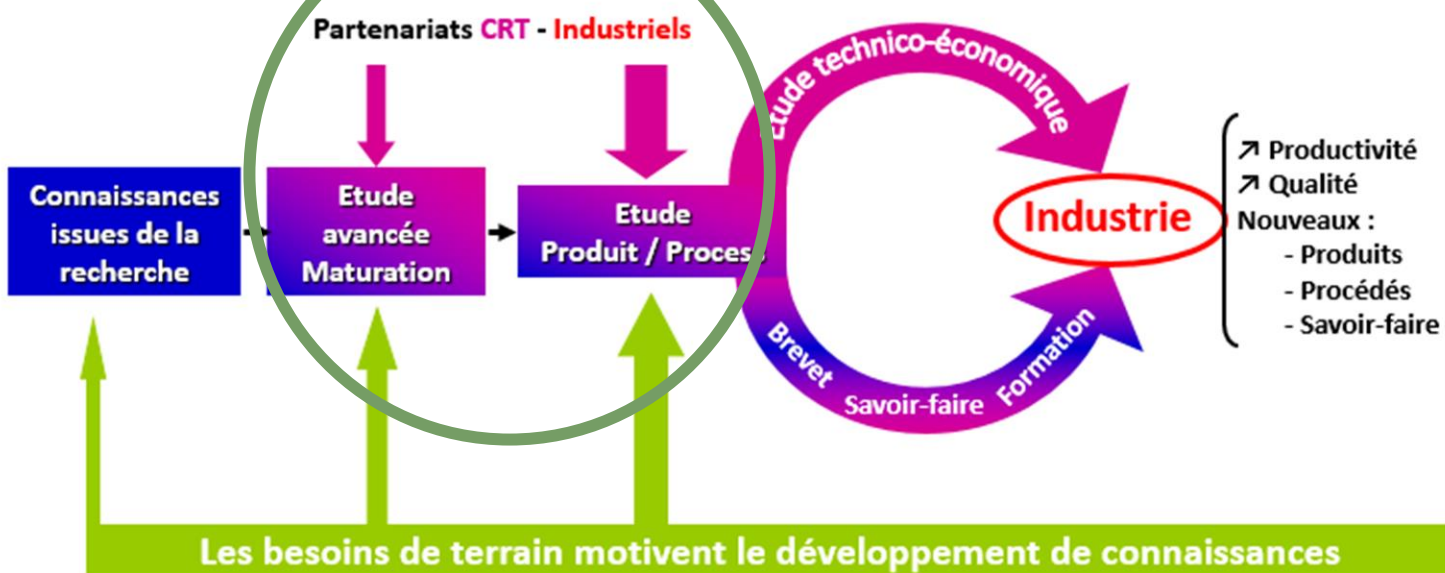 Partenariats CRT - Industriels
Connaissances
issues de la
recherche
Etude
avancée
Maturation
Etude
Produit / Process
Etude technico-économique
Brevet
Savoir-faire
Formation
Industrie
↗ Productivité
↗ Qualité
Nouveaux :
- Produits
- Procédés
- Savoir-faire
Les besoins de terrain motivent le développement de connaissances